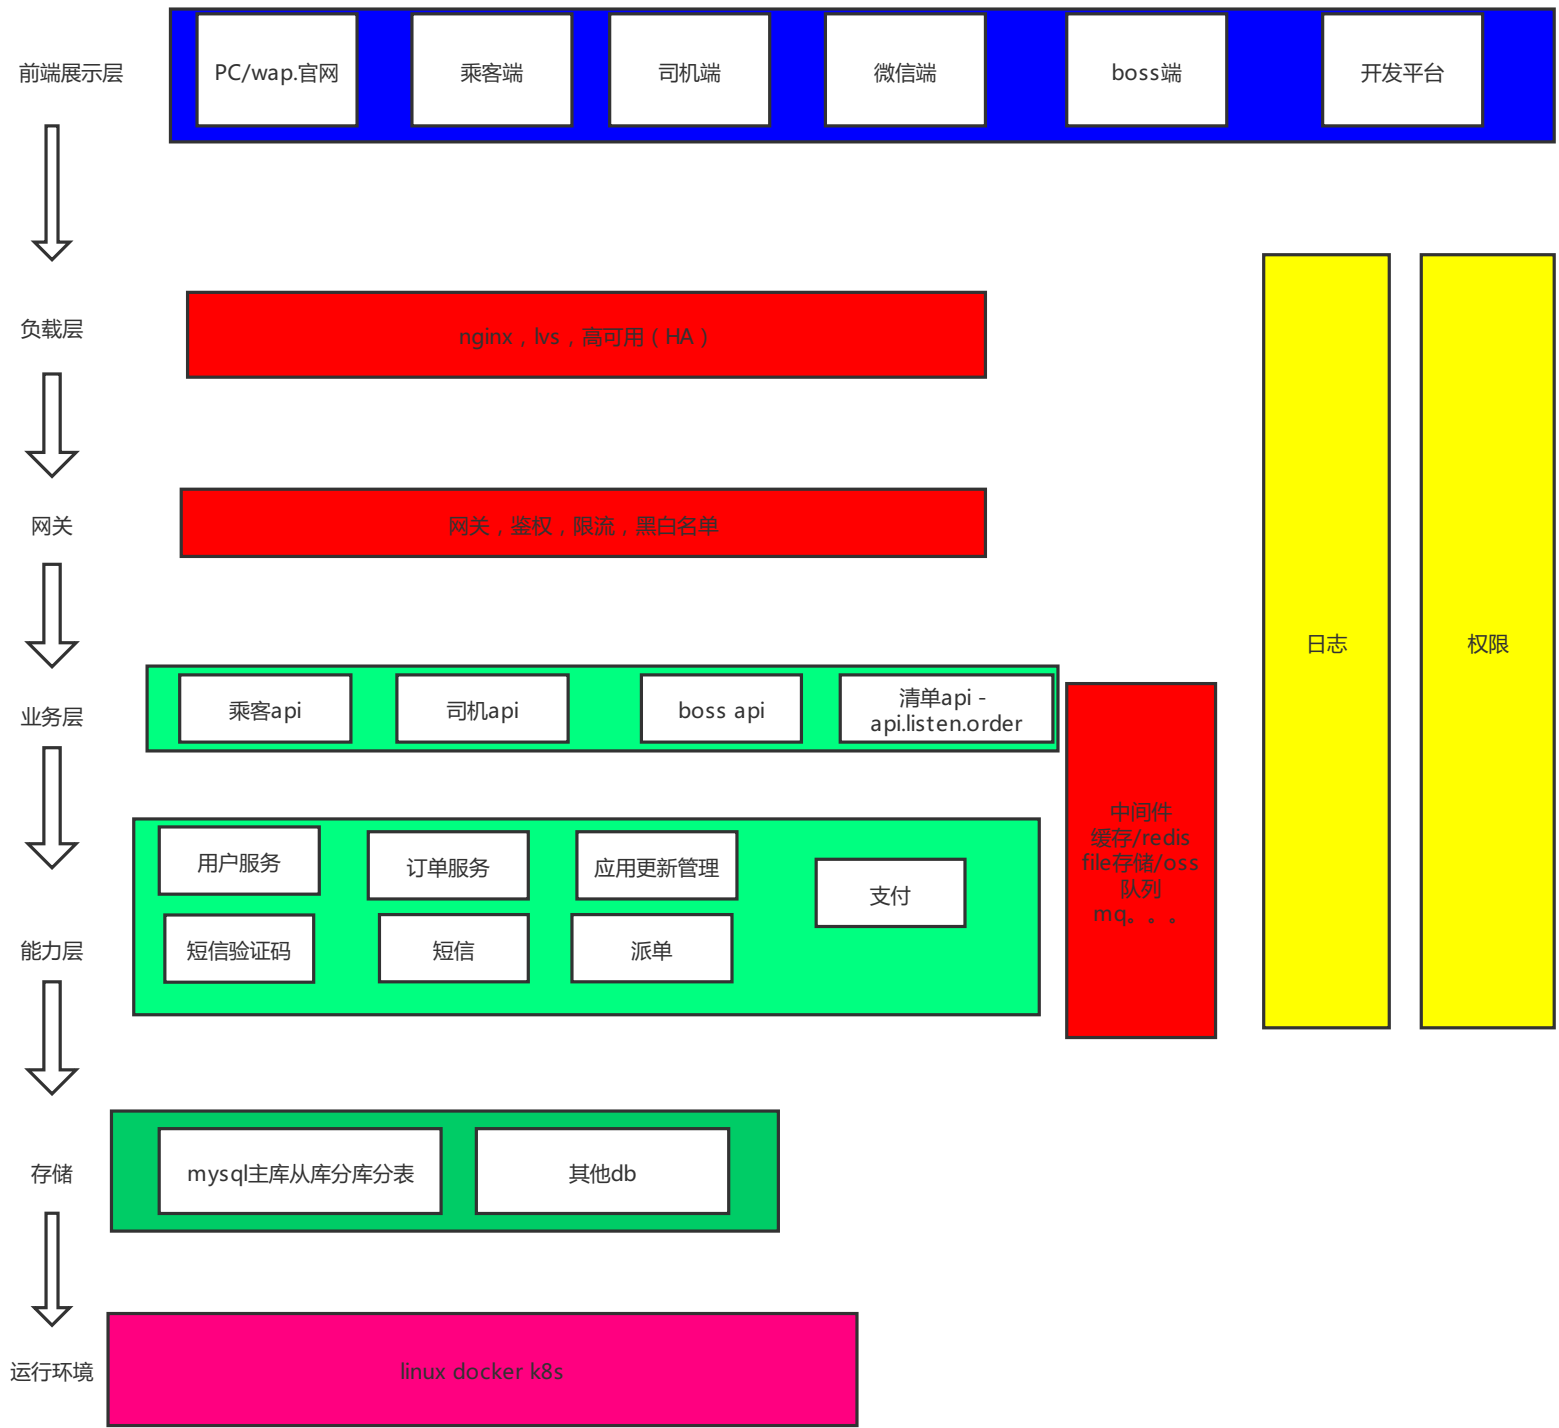 前端展示层
PC/wap.官网
乘客端
司机端
微信端
boss端
开发平台
负载层
nginx，lvs，高可用（HA）
网关
网关，鉴权，限流，黑白名单
日志
权限
业务层
乘客api
司机api
boss api
清单api -
api.listen.order
中间件
缓存/redis
file存储/oss
队列
mq。。。
能力层
用户服务
订单服务
应用更新管理
支付
短信验证码
短信
派单
存储
mysql主库从库分库分表
其他db
运行环境
linux docker k8s